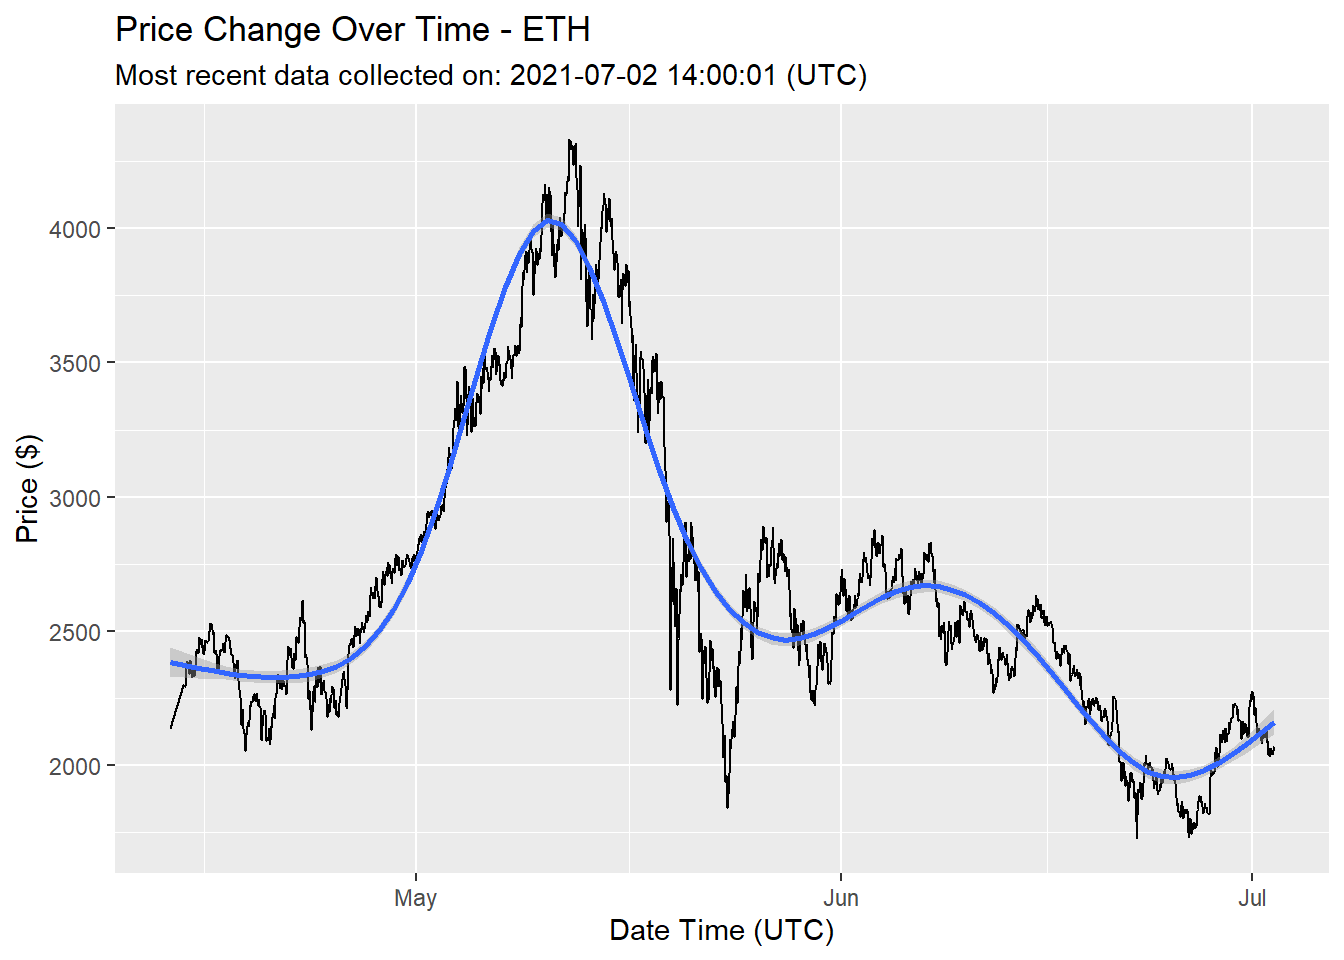 Price Change Over Time - ETH
Most recent data collected on: 2021-07-02 14:00:01 (UTC)
Price ($)
4000
3500
3000
2500
2000
May
Jun
Jul
Date Time (UTC)